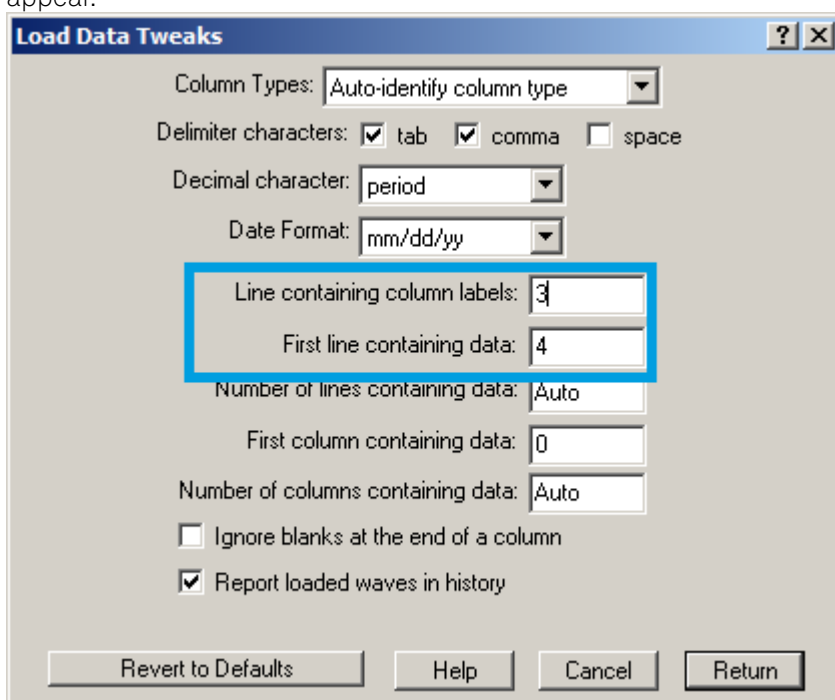 appear.
Load Data Tweaks
Column Types: Auto-identify column type
Delimiter characters: tab comma space
Decimal character: period
Date Format: mm/dd/yy
Line containing column labels: 3
First line containing data: 4
Number of lines containing data: Auto
First column containing data: 0
Number of columns containing data: Auto
Ignore blanks at the end of a column
Report loaded waves in history
Revert to Defaults Help Cancel Return